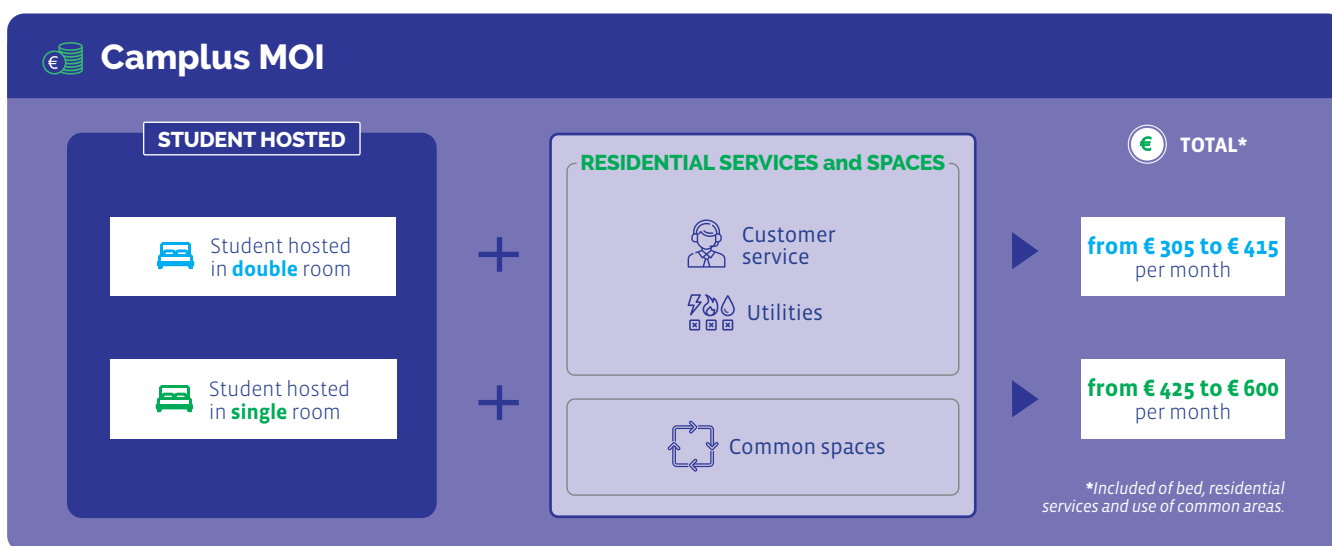 Camplus MOI
STUDENT HOSTED
Student hosted
in double room
Student hosted
in single room
+
+
RESIDENTIAL SERVICES and SPACES
Customer
service
Utilities
Common spaces
€ TOTAL*
from € 305 to € 415
per month
from € 425 to € 600
per month
*Included of bed, residential
services and use of common areas.